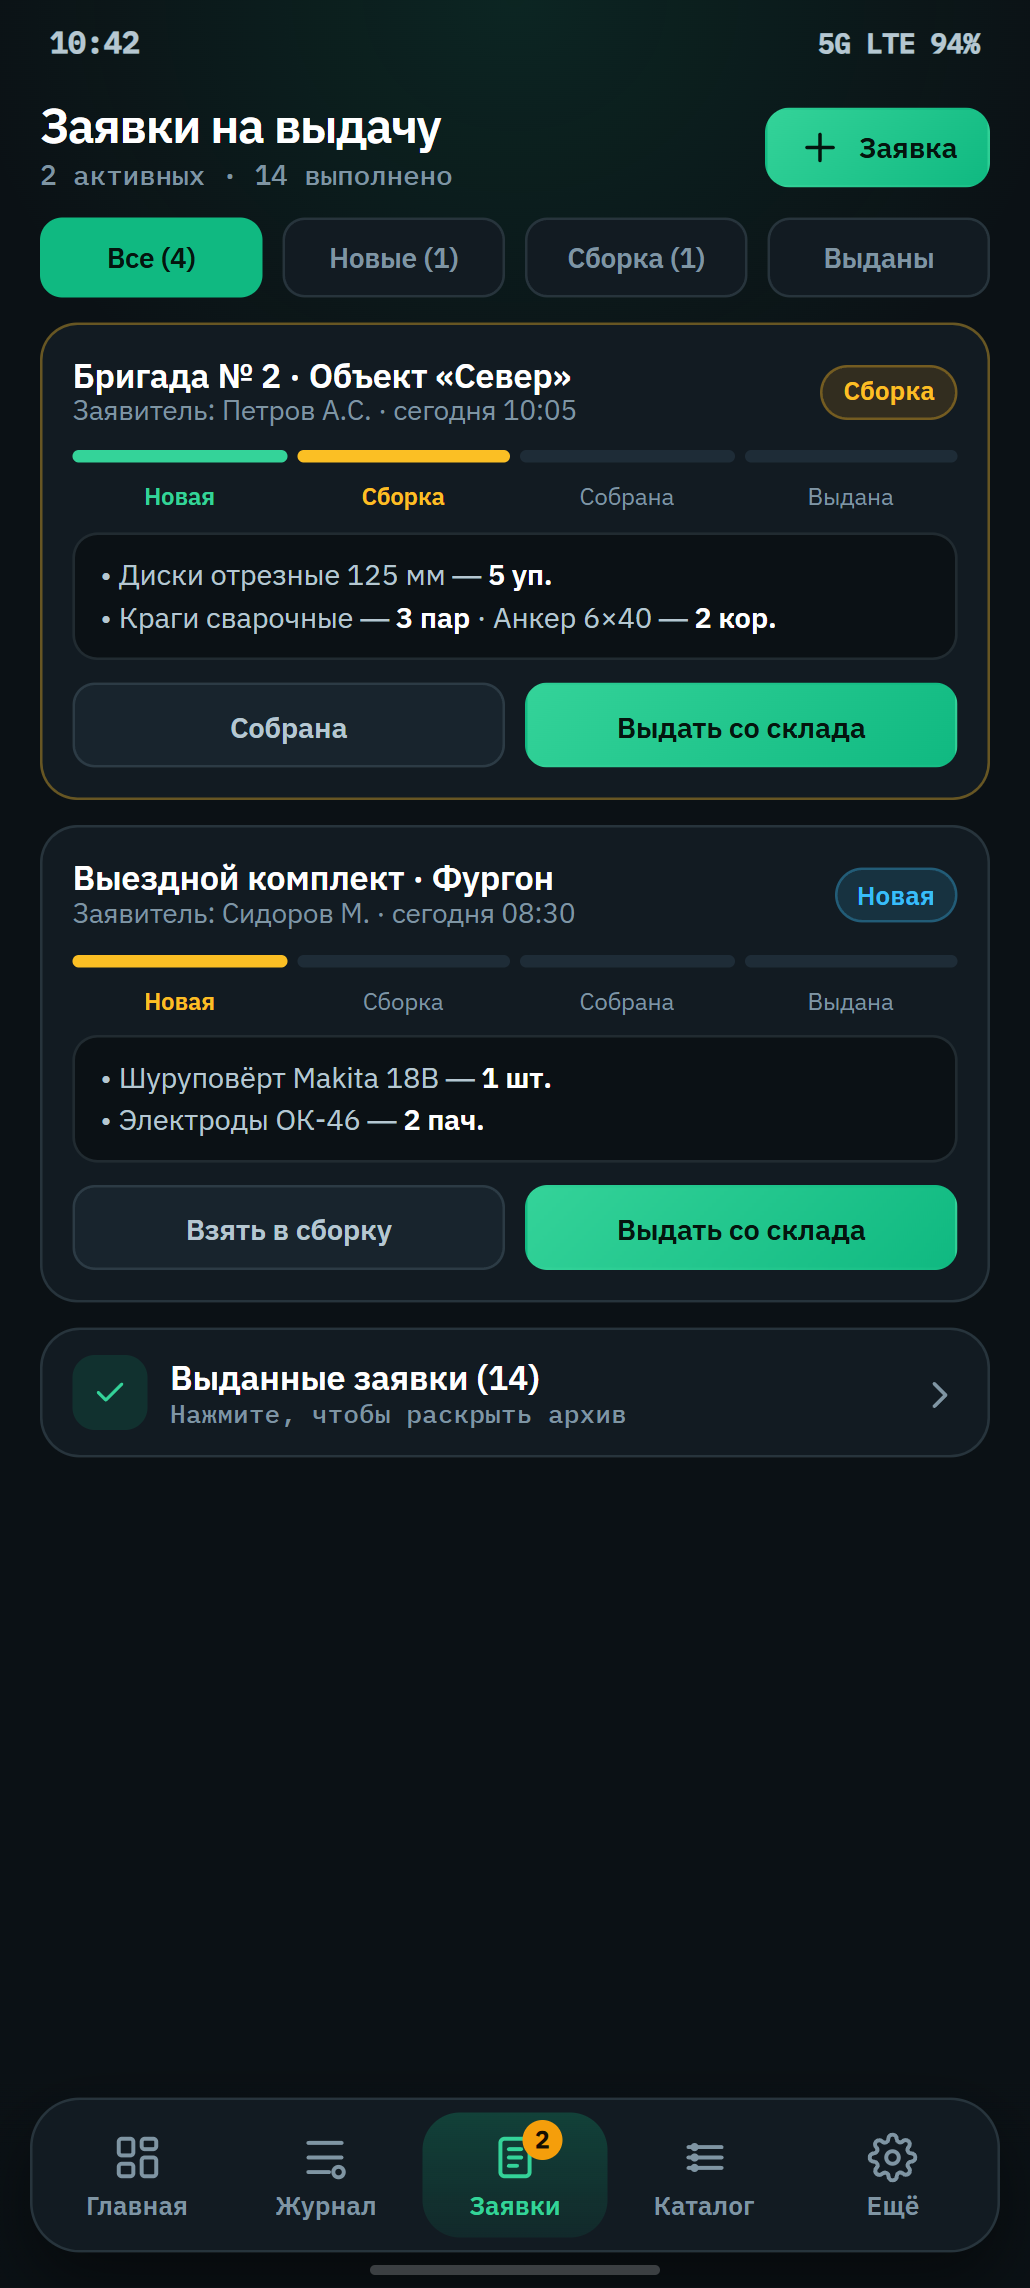 10:42 5G LTE 94%
Заявки на выдачу
2 активных · 14 выполнено
Заявка
Все (4) Новые (1) Сборка (1) Выданы
Бригада № 2 · Объект «Север»
Заявитель: Петров А.С. · сегодня 10:05
Сборка
Новая Сборка Собрана Выдана
• Диски отрезные 125 мм — 5 уп.
• Краги сварочные — 3 пар · Анкер 6×40 — 2 кор.
Собрана Выдать со склада
Выездной комплект · Фургон
Заявитель: Сидоров М. · сегодня 08:30
Новая
Новая Сборка Собрана Выдана
• Шуруповёрт Makita 18В — 1 шт.
• Электроды ОК-46 — 2 пач.
Взять в сборку Выдать со склада
Выданные заявки (14)
Нажмите, чтобы раскрыть архив
2
Главная Журнал Заявки Каталог Ещё